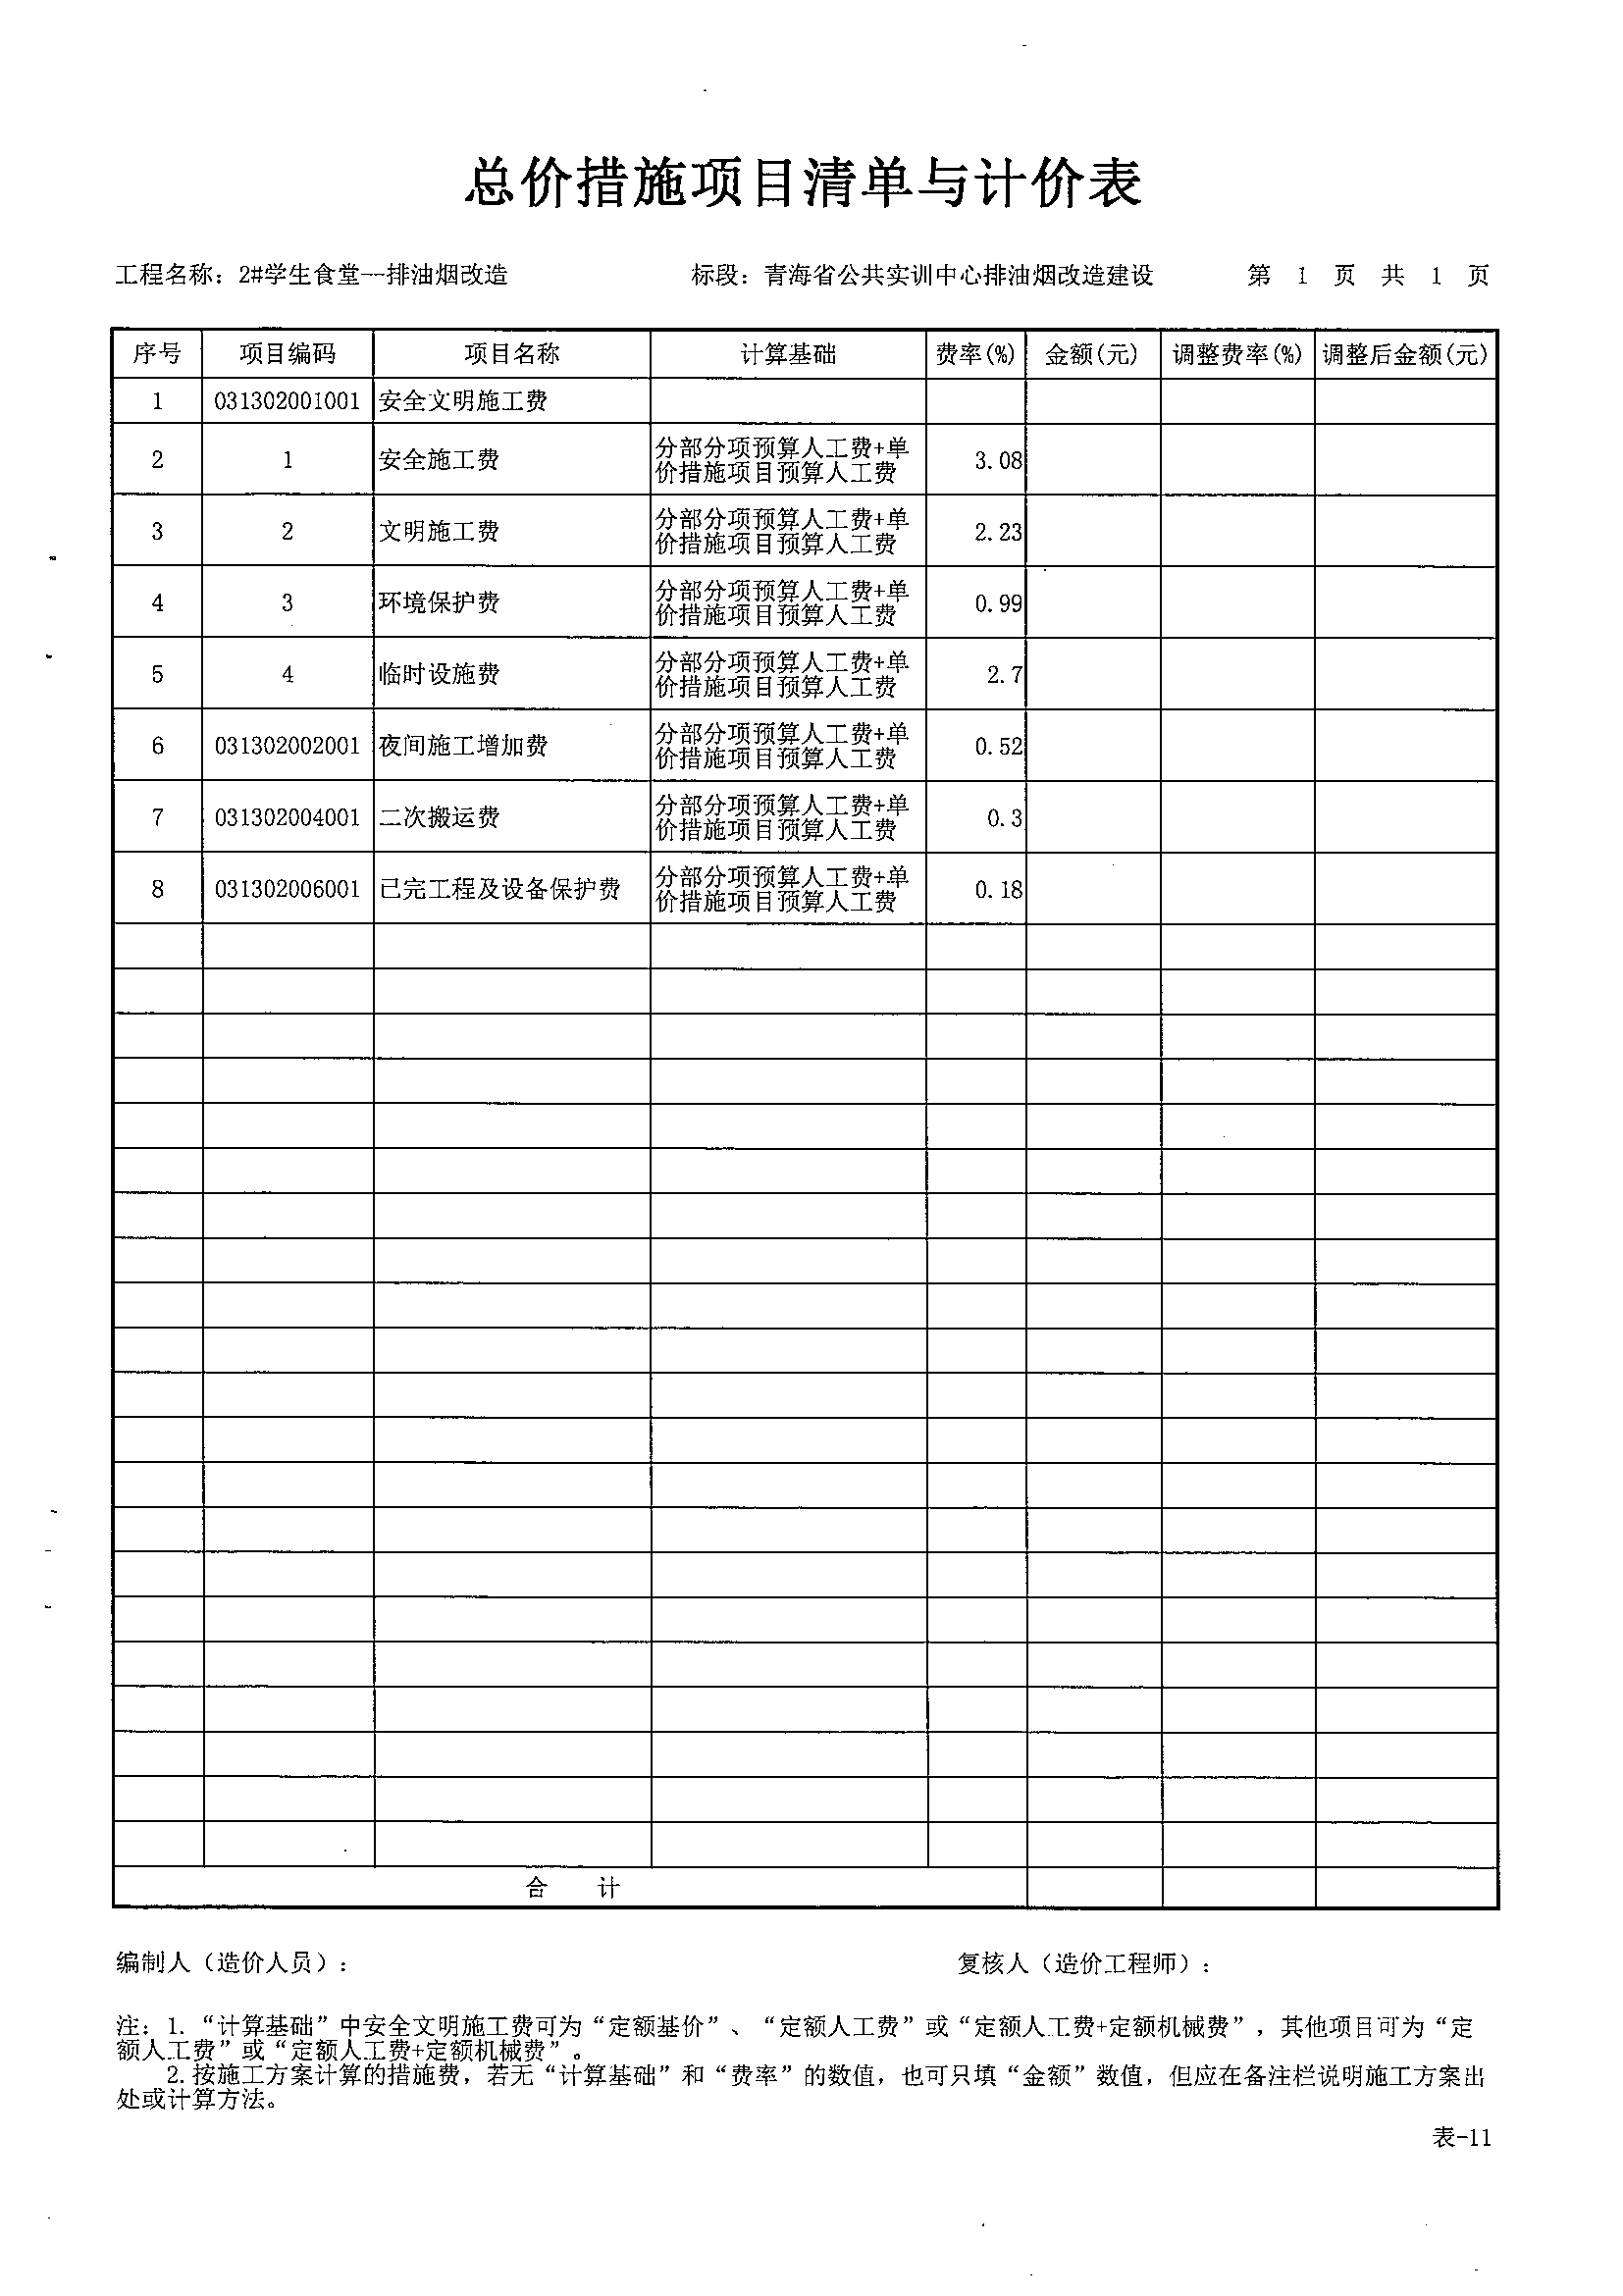 总价措施项目清单与计价表
工程名称：2#学生食堂--排油烟改造 标段：青海省公共实训中心排油烟改造建设 第 1 页 共 1 页
序号 项目编码 项目名称 计算基础 费率(%) 金额(元) 调整费率(%) 调整后金额(元)
1 031302001001 安全文明施工费
2 1 安全施工费 分部分项预算人工费+单
价措施项目预算人工费 3.08
3 2 文明施工费 分部分项预算人工费+单
价措施项目预算人工费 2.23
4 3 环境保护费 分部分项预算人工费+单
价措施项目预算人工费 0.99
5 4 临时设施费 分部分项预算人工费+单
价措施项目预算人工费 2.7
6 031302002001 夜间施工增加费 分部分项预算人工费+单
价措施项目预算人工费 0.52
7 031302004001 二次搬运费 分部分项预算人工费+单
价措施项目预算人工费 0.3
8 031302006001 已完工程及设备保护费 分部分项预算人工费+单
价措施项目预算人工费 0.18
合 计
编制人（造价人员）： 复核人（造价工程师）：
注：1.“计算基础”中安全文明施工费可为“定额基价”、“定额人工费”或“定额人工费+定额机械费”，其他项目可为“定
额人工费”或“定额人工费+定额机械费”。
2.按施工方案计算的措施费，若无“计算基础”和“费率”的数值，也可只填“金额”数值，但应在备注栏说明施工方案出
处或计算方法。
表-11